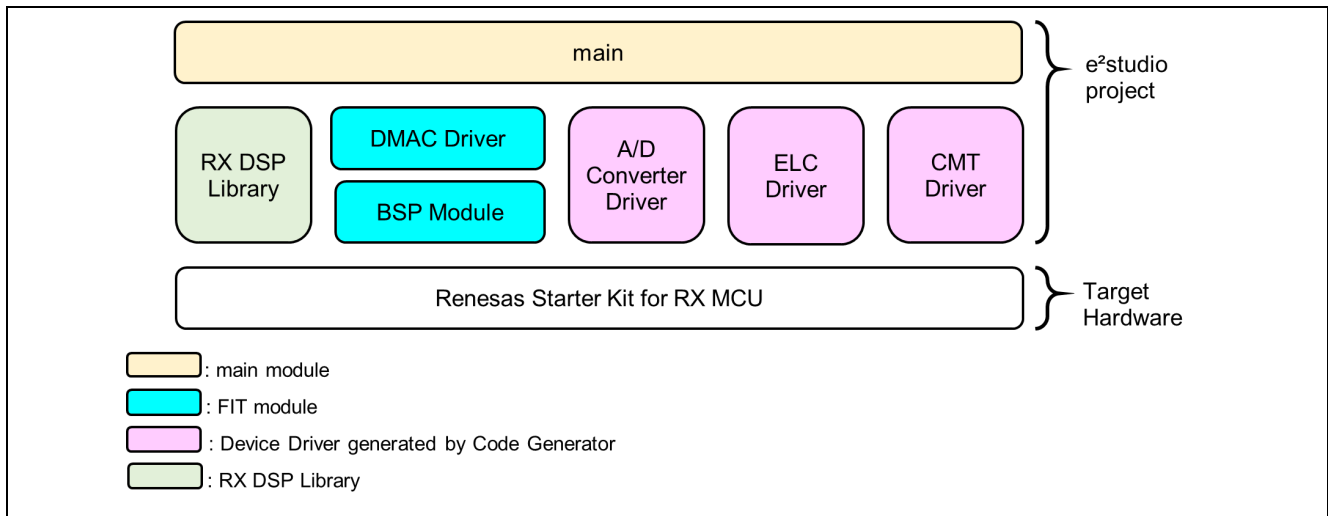 main
e²studio
project
RX DSP
Library
DMAC Driver
BSP Module
A/D
Converter
Driver
ELC
Driver
CMT
Driver
Renesas Starter Kit for RX MCU
Target
Hardware
: main module
: FIT module
: Device Driver generated by Code Generator
: RX DSP Library